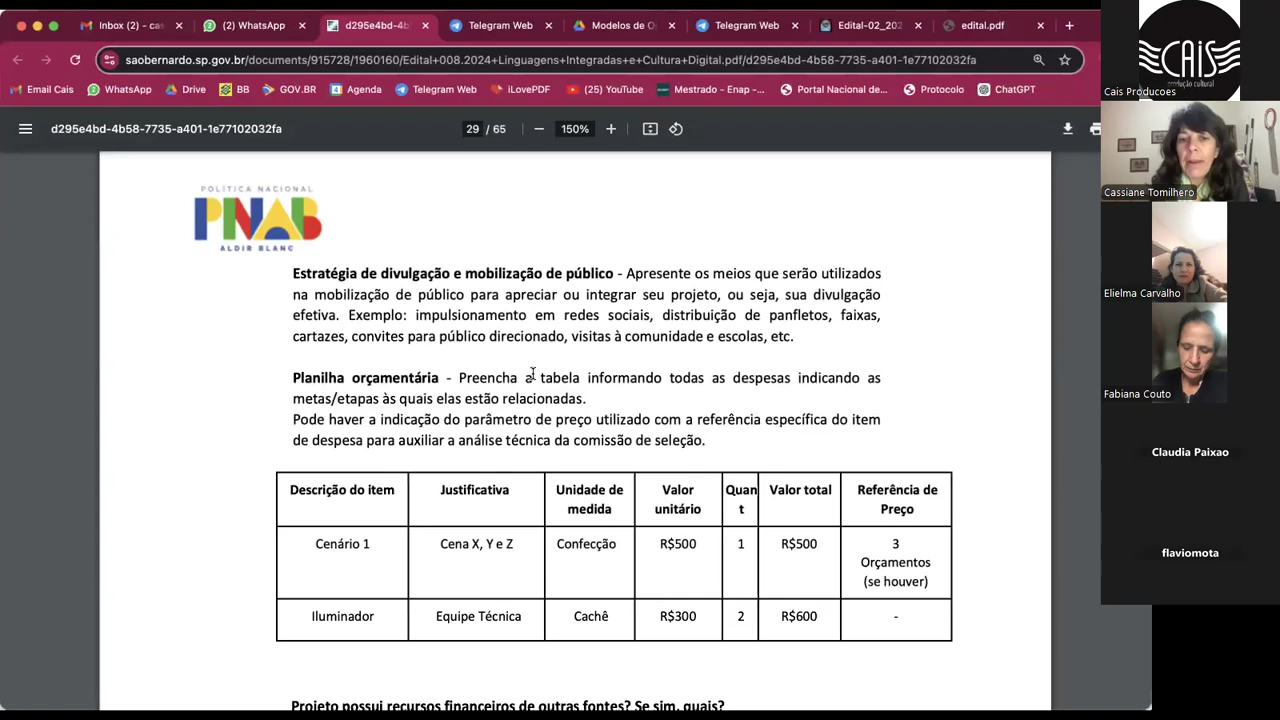 Inbox (2) - cas
(2) WhatsApp
d295e4bd-4b5
Telegram Web
Modelos de O
Telegram Web
Edital-02_202
edital.pdf
saobernardo.sp.gov.br/documents/915728/1960160/Edital+008.2024+Linguagens+Integradas+e+Cultura+Digital.pdf/d295e4bd-4b58-7735-a401-1e77102032fa
Email Cais
WhatsApp
Drive
BB
GOV.BR
Agenda
Telegram Web
iLovePDF
(25) YouTube
Mestrado - Enap -...
Portal Nacional de...
Protocolo
ChatGPT
d295e4bd-4b58-7735-a401-1e77102032fa
29 / 65
150%
POLÍTICA NACIONAL
PNAB
ALDIR BLANC
Estratégia de divulgação e mobilização de público - Apresente os meios que serão utilizados
na mobilização de público para apreciar ou integrar seu projeto, ou seja, sua divulgação
efetiva. Exemplo: impulsionamento em redes sociais, distribuição de panfletos, faixas,
cartazes, convites para público direcionado, visitas à comunidade e escolas, etc.
Planilha orçamentária - Preencha a tabela informando todas as despesas indicando as
metas/etapas às quais elas estão relacionadas.
Pode haver a indicação do parâmetro de preço utilizado com a referência específica do item
de despesa para auxiliar a análise técnica da comissão de seleção.
Descrição do item
Justificativa
Unidade de
medida
Valor
unitário
Quan
t
Valor total
Referência de
Preço
Cenário 1
Cena X, Y e Z
Confecção
R$500
1
R$500
3
Orçamentos
(se houver)
Iluminador
Equipe Técnica
Cachê
R$300
2
R$600
-
Projeto possui recursos financeiros de outras fontes? Se sim, quais?
CAIS
produção cultural
Cais Producoes
Cassiane Tomilhero
Elielma Carvalho
Fabiana Couto
Claudia Paixao
flaviomota